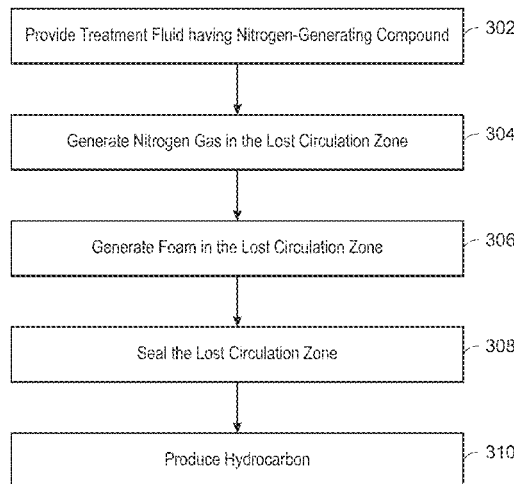 Provide Treatment Fluid having Nitrogen-Generating Compound 302
Generate Nitrogen Gas in the Lost Circulation Zone 304
Generate Foam in the Lost Circulation Zone 306
Seal the Lost Circulation Zone 308
Produce Hydrocarbon 310